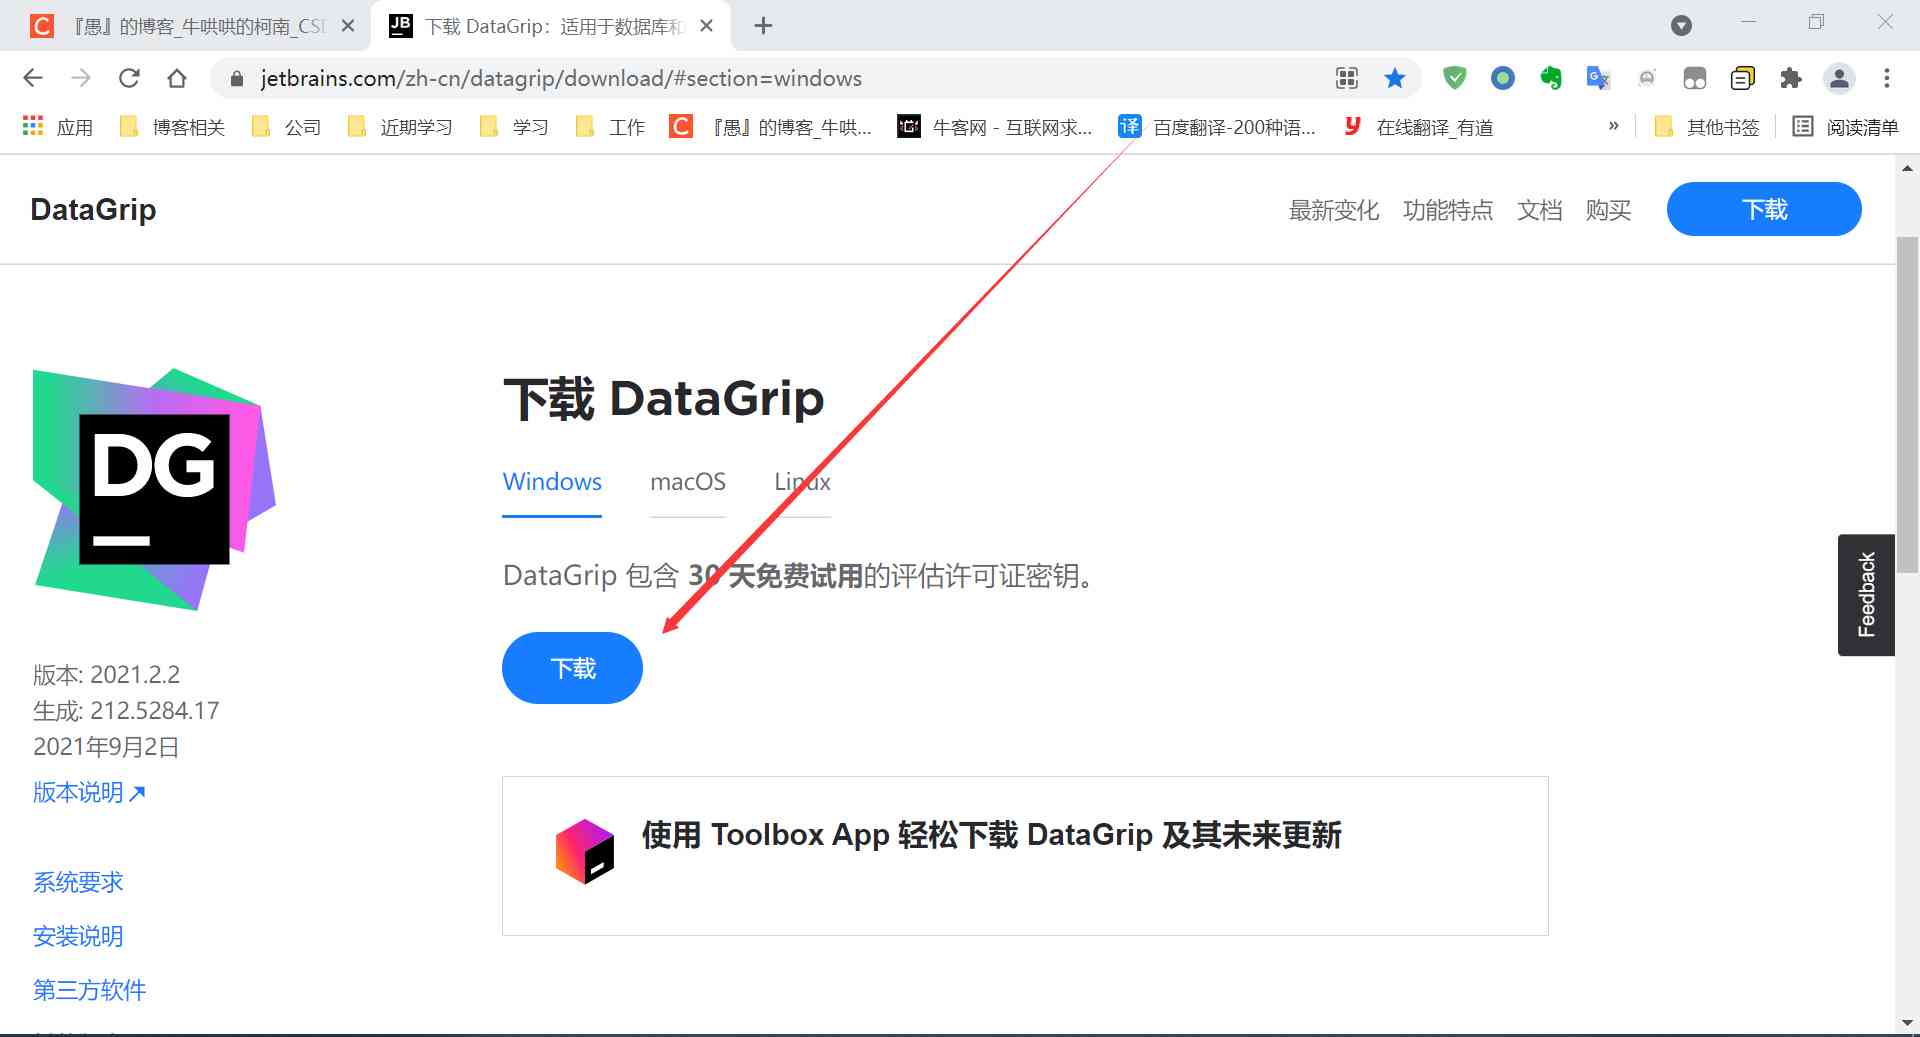 『愚』的博客_牛哄哄的柯南_CS
下载 DataGrip：适用于数据库和
jetbrains.com/zh-cn/datagrip/download/#section=windows
应用
博客相关
公司
近期学习
学习
工作
『愚』的博客_牛哄...
牛客网 - 互联网求...
译
百度翻译-200种语...
在线翻译_有道
»
其他书签
阅读清单
DataGrip
最新变化 功能特点 文档 购买 下载
DG
下载 DataGrip
Windows macOS Linux
DataGrip 包含 30 天免费试用的评估许可证密钥。
下载
Feedback
版本: 2021.2.2
生成: 212.5284.17
2021年9月2日
版本说明
系统要求
安装说明
第三方软件
使用 Toolbox App 轻松下载 DataGrip 及其未来更新